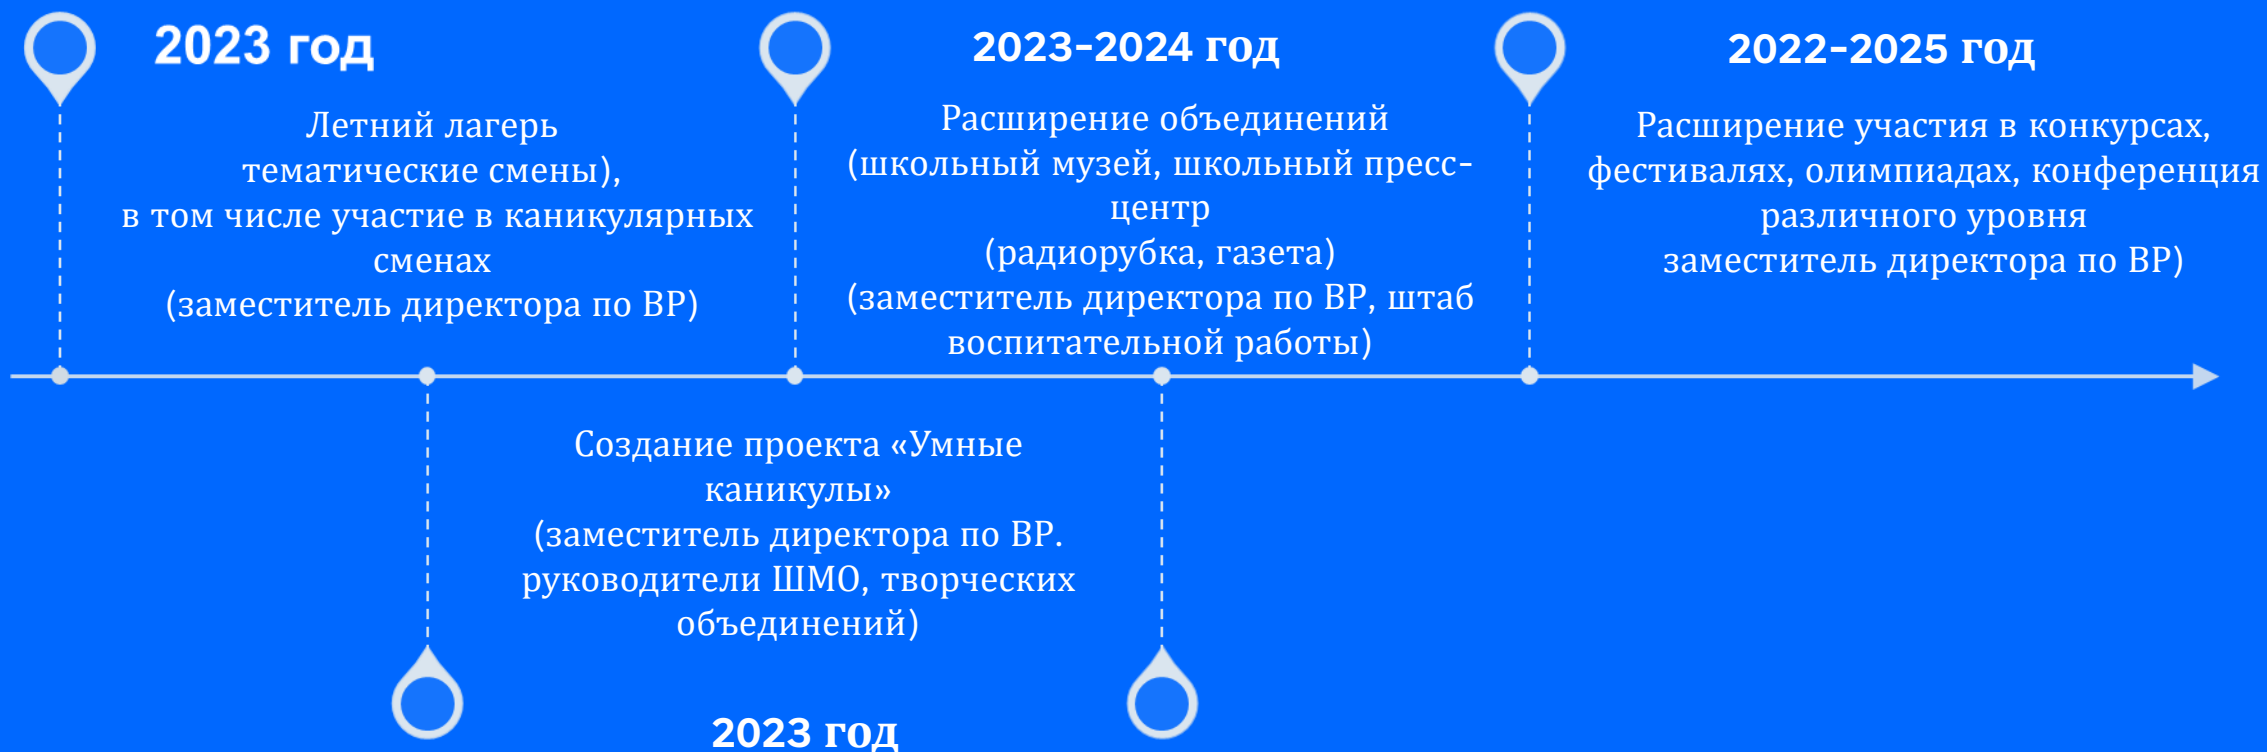 2023 год
Летний лагерь
тематические смены),
в том числе участие в каникулярных
сменах
(заместитель директора по ВР)
2023-2024 год
Расширение объединений
(школьный музей, школьный пресс-
центр
(радиорубка, газета)
(заместитель директора по ВР, штаб
воспитательной работы)
2022-2025 год
Расширение участия в конкурсах,
фестивалях, олимпиадах, конференция
различного уровня
заместитель директора по ВР)
Создание проекта «Умные
каникулы»
(заместитель директора по ВР.
руководители ШМО, творческих
объединений)
2023 год